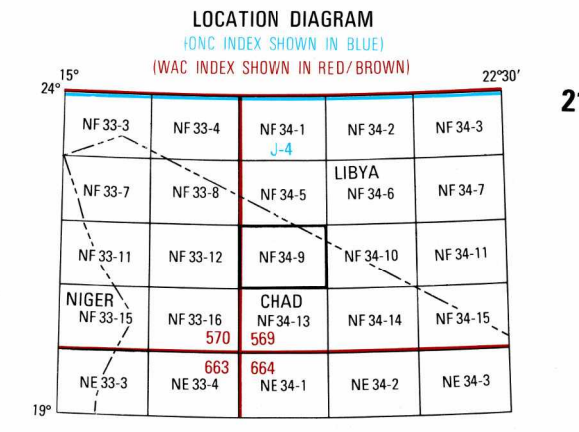 LOCATION DIAGRAM
(ONC INDEX SHOWN IN BLUE)
(WAC INDEX SHOWN IN RED/BROWN)
15° 22°30'
24°
NF 33-3 NF 33-4 NF 34-1 NF 34-2 NF 34-3
J-4
LIBYA
NF 33-7 NF 33-8 NF 34-5 NF 34-6 NF 34-7
NF 33-11 NF 33-12 NF 34-9 NF 34-10 NF 34-11
NIGER CHAD
NF 33-15 NF 33-16 NF 34-13 NF 34-14 NF 34-15
570 569
663 664
NE 33-3 NE 33-4 NE 34-1 NE 34-2 NE 34-3
19°